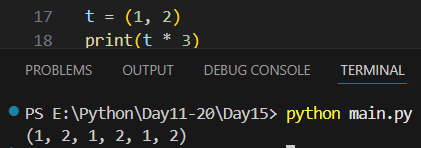 17 t = (1, 2)
18 print(t * 3)
PROBLEMS OUTPUT DEBUG CONSOLE TERMINAL
PS E:\Python\Day11-20\Day15> python main.py
(1, 2, 1, 2, 1, 2)